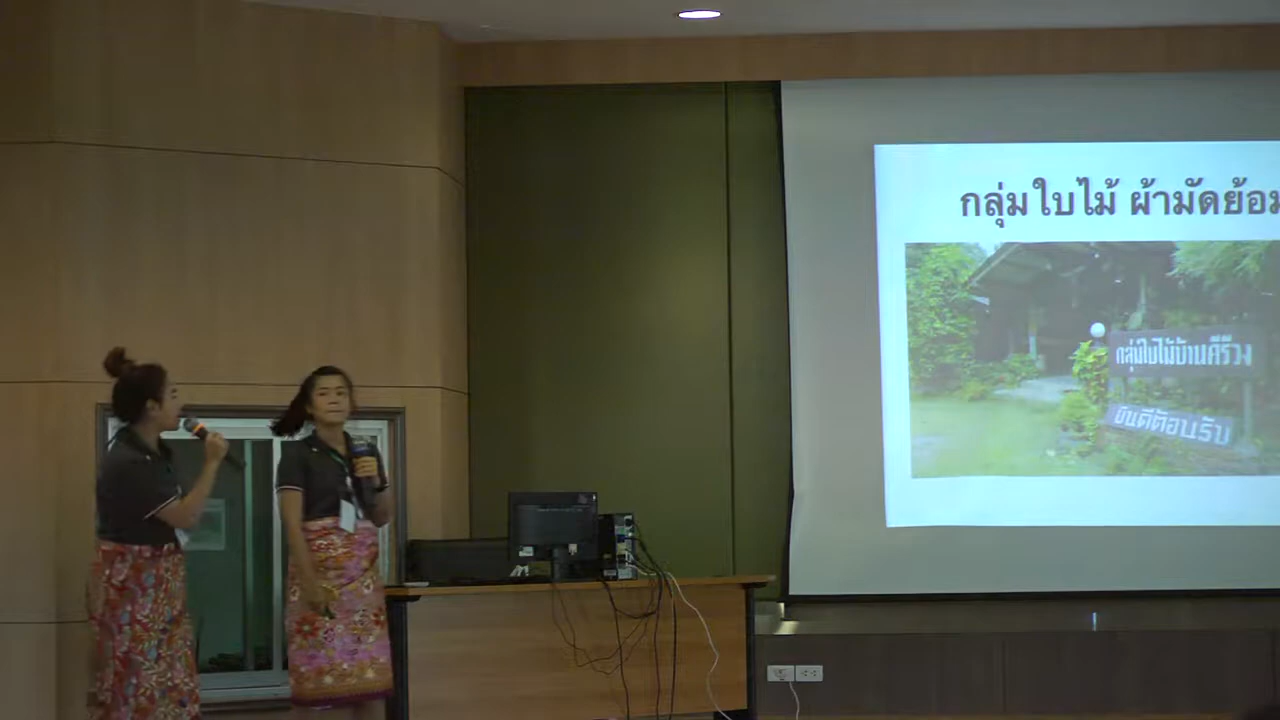 กลุ่มใบไม้ ผ้ามัดย้อม
กลุ่มใบไม้บ้านคีรีวง
ยินดีต้อนรับ